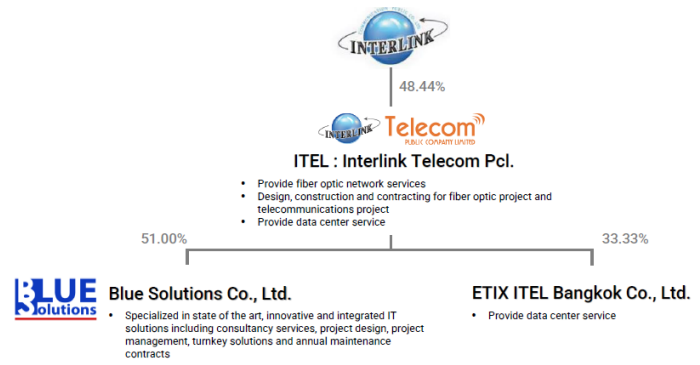 INTERLINK
48.44%
INTERLINK Telecom
PUBLIC COMPANY LIMITED
ITEL : Interlink Telecom Pcl.
• Provide fiber optic network services
• Design, construction and contracting for fiber optic project and
telecommunications project
• Provide data center service
51.00%
33.33%
BLUE
Solutions
Blue Solutions Co., Ltd.
• Specialized in state of the art, innovative and integrated IT
solutions including consultancy services, project design, project
management, turnkey solutions and annual maintenance
contracts
ETIX ITEL Bangkok Co., Ltd.
• Provide data center service